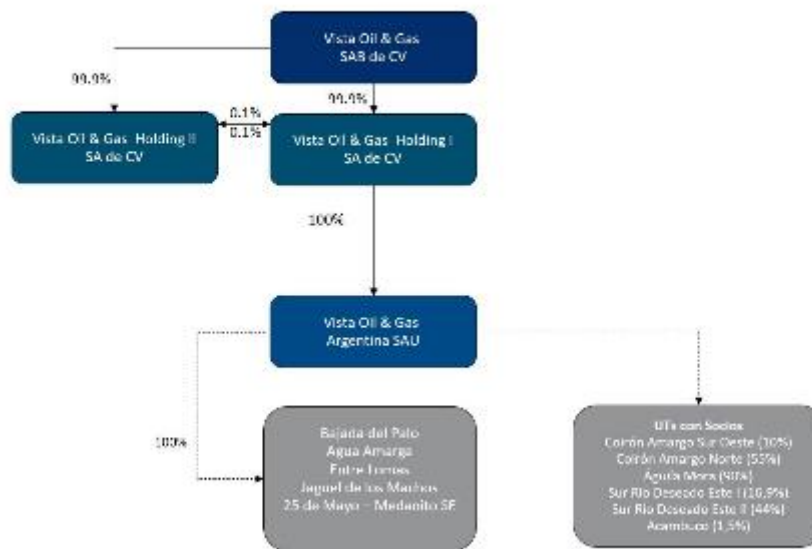 Vista Oil & Gas
SAB de CV
99.9%
99.9%
0.1%
0.1%
Vista Oil & Gas Holding II
SA de CV
Vista Oil & Gas Holding I
SA de CV
100%
Vista Oil & Gas
Argentina SAU
100%
Bajada del Palo
Agua Amarga
Entre Lomas
Jaguel de los Machos
25 de Mayo – Medanito SE
UTs con Socios
Coirón Amargo Sur Oeste (10%)
Coirón Amargo Norte (55%)
Águila Mora (90%)
Sur Río Deseado Este I (16,9%)
Sur Río Deseado Este II (44%)
Acambuco (1,5%)